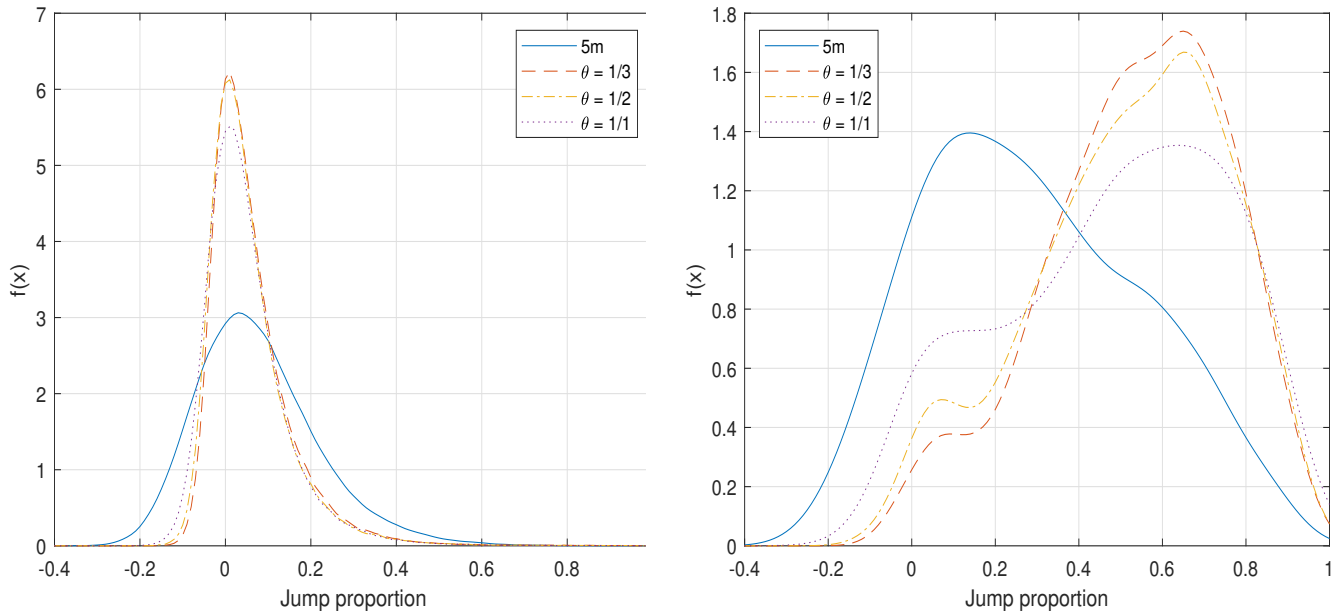 7
6
5
4
3
2
1
0
f(x)
5m
θ = 1/3
θ = 1/2
θ = 1/1
-0.4 -0.2 0 0.2 0.4 0.6 0.8
Jump proportion
1.8
1.6
1.4
1.2
1
0.8
0.6
0.4
0.2
0
f(x)
5m
θ = 1/3
θ = 1/2
θ = 1/1
-0.4 -0.2 0 0.2 0.4 0.6 0.8 1
Jump proportion